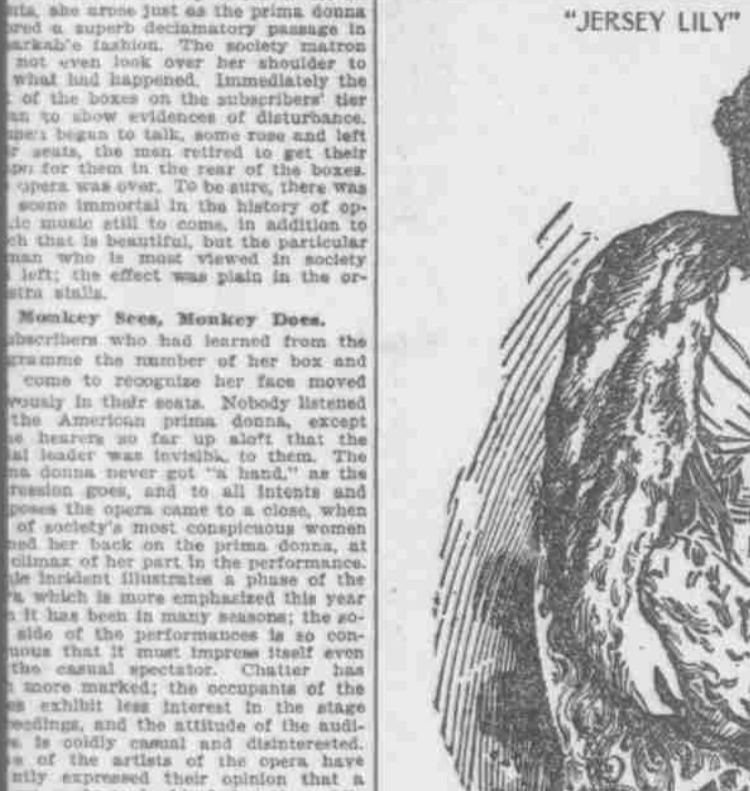 she arose just as the prima donna
a superb declamatory passage in
fashion. The society matron
not even look over her shoulder to
what had happened. Immediately the
of the boxes on the subscribers' tier
to show evidences of disturbance.
began to talk, some rose and left
seats, the men retired to get their
for them in the rear of the boxes.
opera was over. To be sure, there was
scene immortal in the history of op-
music still to come, in addition to
that is beautiful, but the particular
who is most viewed in society
left; the effect was plain in the or-
stalls.
Monkey Sees, Monkey Does.
who had learned from the
the number of her box and
come to recognize her face moved
in their seats. Nobody listened
the American prima donna, except
hearers so far up aloft that the
leader was to them. The
donna never got "a hand," as the
goes, and to all intents and
the opera came to a close, when
of society's most conspicuous women
her back on the prima donna, at
climax of her part in the performance.
incident illustrates a phase of the
which is more emphasized this year
it has been in many seasons; the so-
side of the performances is so con-
that it must impress itself even
the casual spectator. Chatter has
more marked; the occupants of the
exhibit less interest in the stage
and the attitude of the audi-
is coldly casual and disinterested.
of the artists of the opera have
expressed their opinion that a
"JERSEY LILY"